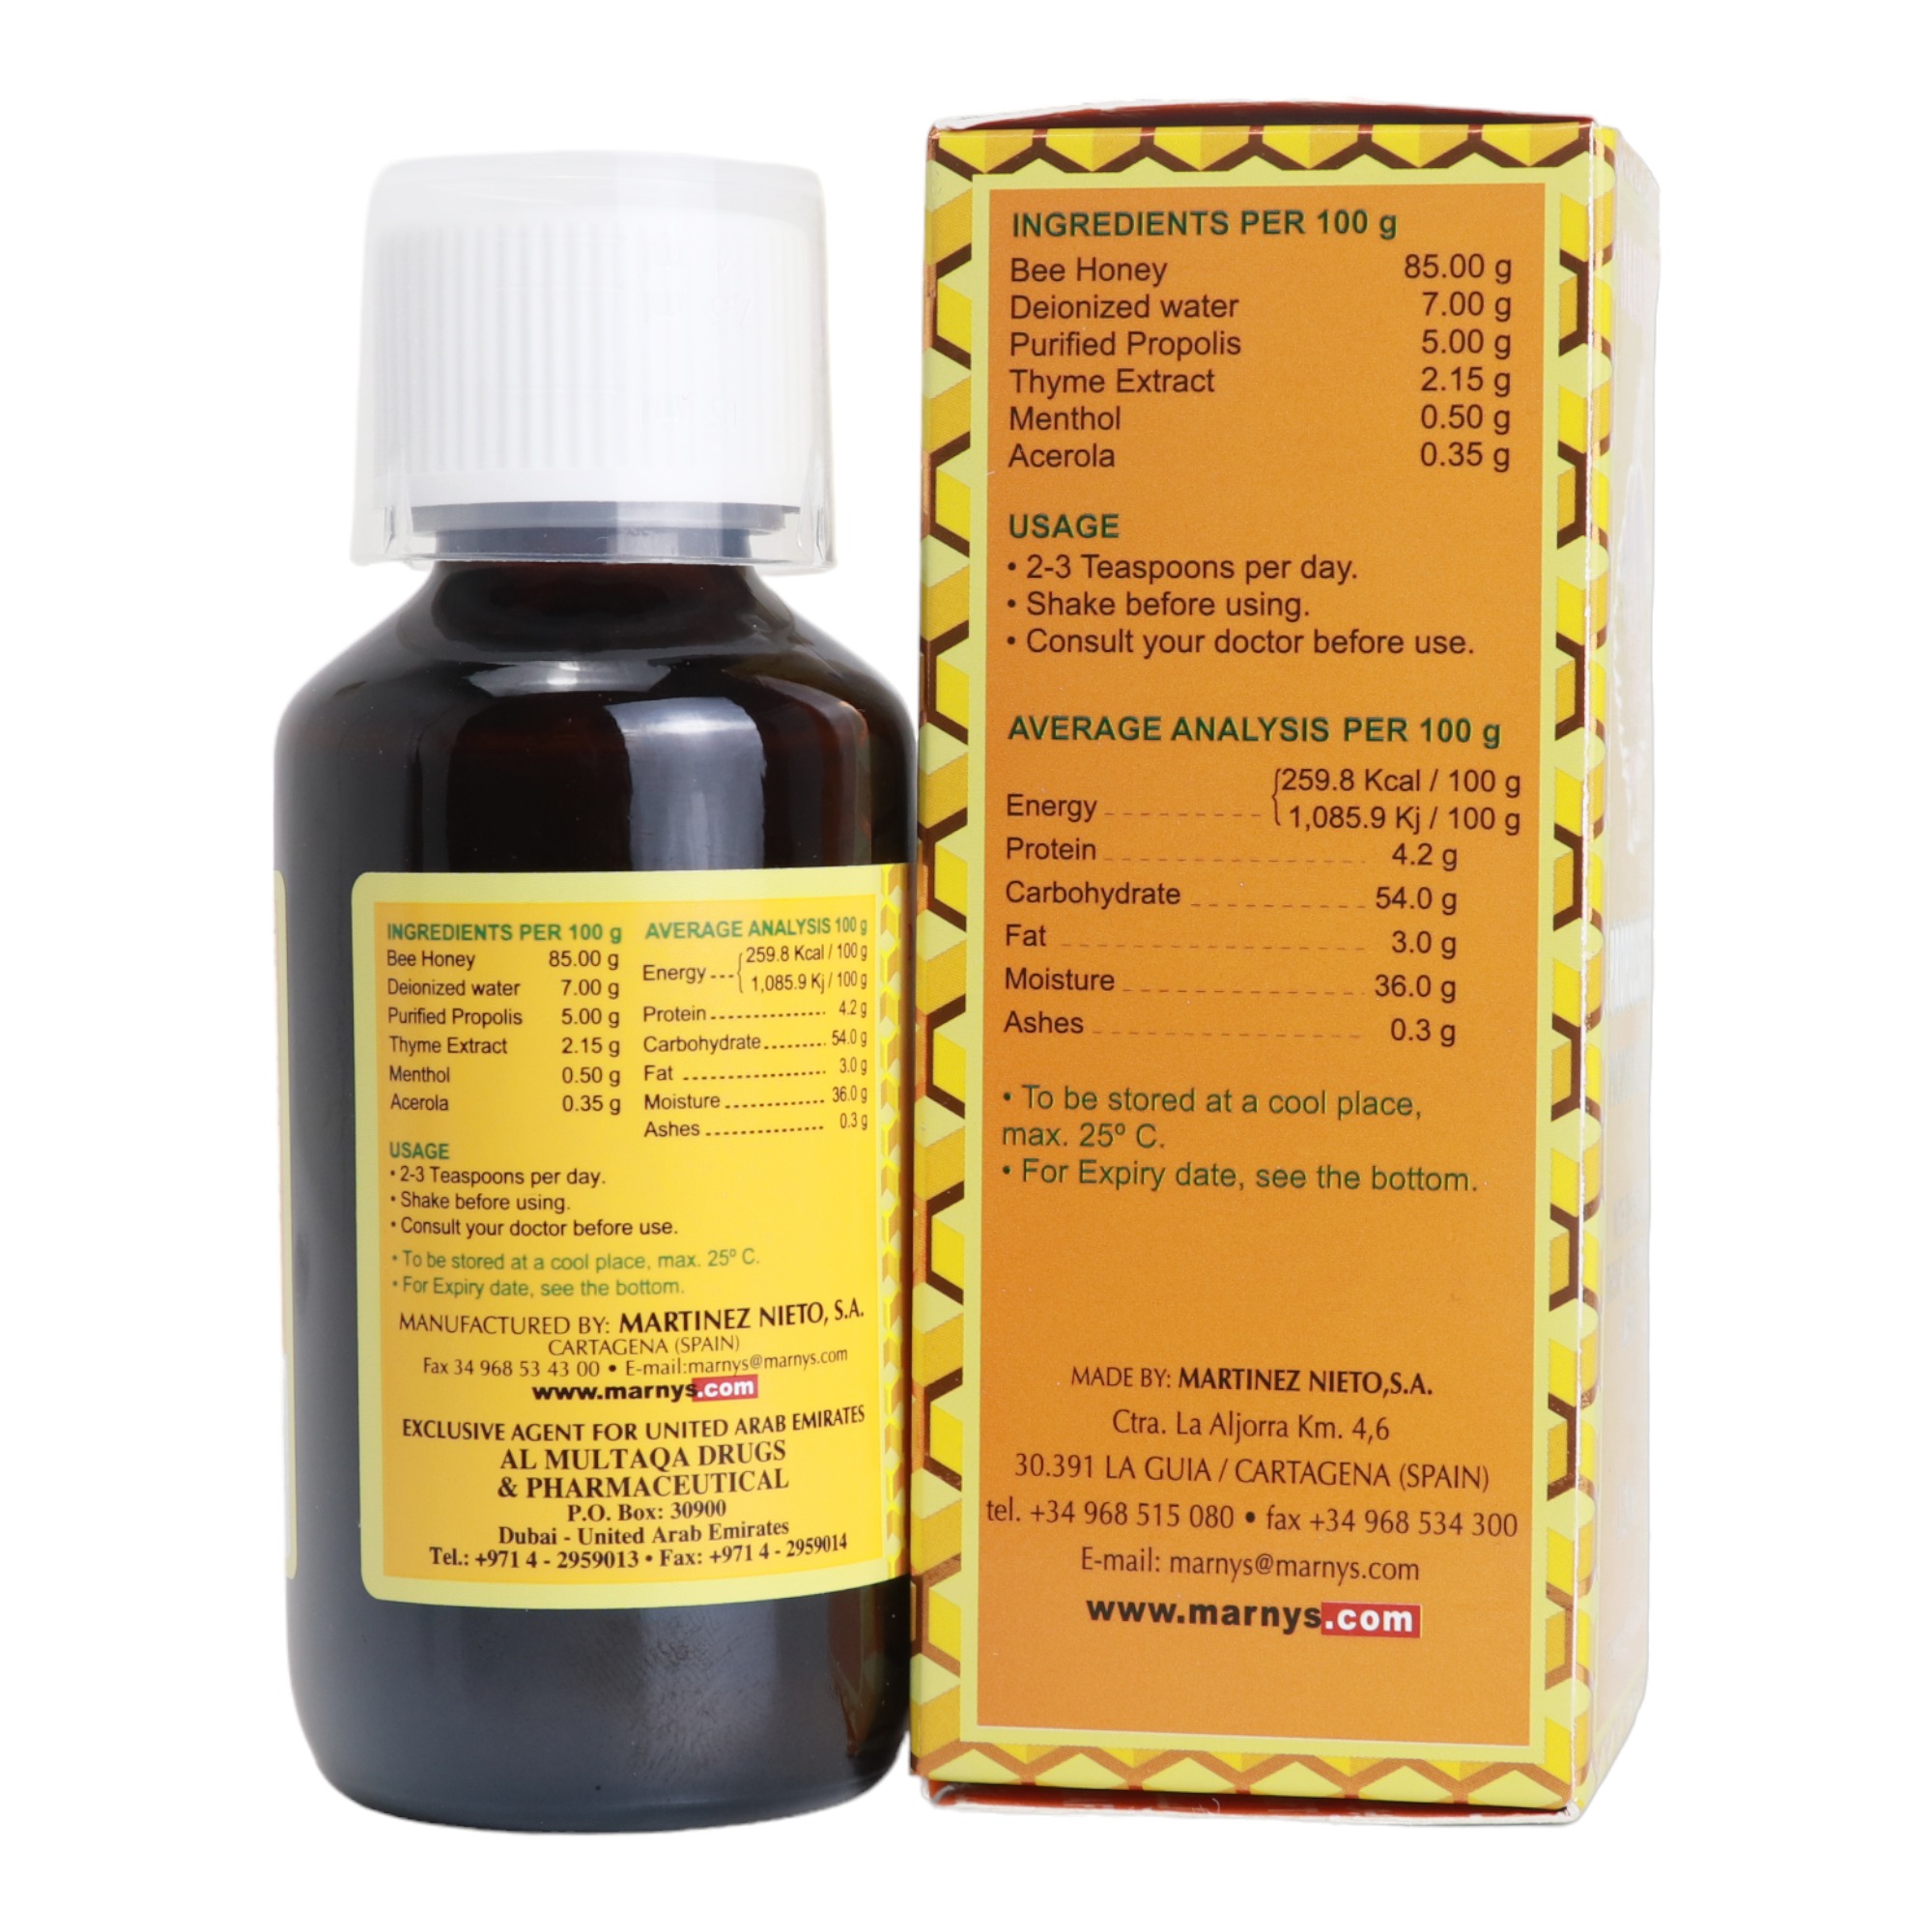 INGREDIENTS PER 100 g
Bee Honey 85.00 g
Deionized water 7.00 g
Purified Propolis 5.00 g
Thyme Extract 2.15 g
Menthol 0.50 g
Acerola 0.35 g
AVERAGE ANALYSIS 100 g
Energy --- 259.8 Kcal / 100 g
1,085.9 Kj / 100 g
Protein 4.2 g
Carbohydrate 54.0 g
Fat 3.0 g
Moisture 36.0 g
Ashes 0.3 g
USAGE
• 2-3 Teaspoons per day.
• Shake before using.
• Consult your doctor before use.
• To be stored at a cool place, max. 25º C.
• For Expiry date, see the bottom.
MANUFACTURED BY: MARTINEZ NIETO, S.A.
CARTAGENA (SPAIN)
Fax 34 968 53 43 00 • E-mail:marnys@marnys.com
www.marnys.com
EXCLUSIVE AGENT FOR UNITED ARAB EMIRATES
AL MULTAQA DRUGS
& PHARMACEUTICAL
P.O. Box: 30900
Dubai - United Arab Emirates
Tel.: +971 4 - 2959013 • Fax: +971 4 - 2959014
INGREDIENTS PER 100 g
Bee Honey 85.00 g
Deionized water 7.00 g
Purified Propolis 5.00 g
Thyme Extract 2.15 g
Menthol 0.50 g
Acerola 0.35 g
USAGE
• 2-3 Teaspoons per day.
• Shake before using.
• Consult your doctor before use.
AVERAGE ANALYSIS PER 100 g
Energy 259.8 Kcal / 100 g
1,085.9 Kj / 100 g
Protein 4.2 g
Carbohydrate 54.0 g
Fat 3.0 g
Moisture 36.0 g
Ashes 0.3 g
• To be stored at a cool place,
max. 25º C.
• For Expiry date, see the bottom.
MADE BY: MARTINEZ NIETO,S.A.
Ctra. La Aljorra Km. 4,6
30.391 LA GUIA / CARTAGENA (SPAIN)
tel. +34 968 515 080 • fax +34 968 534 300
E-mail: marnys@marnys.com
www.marnys.com